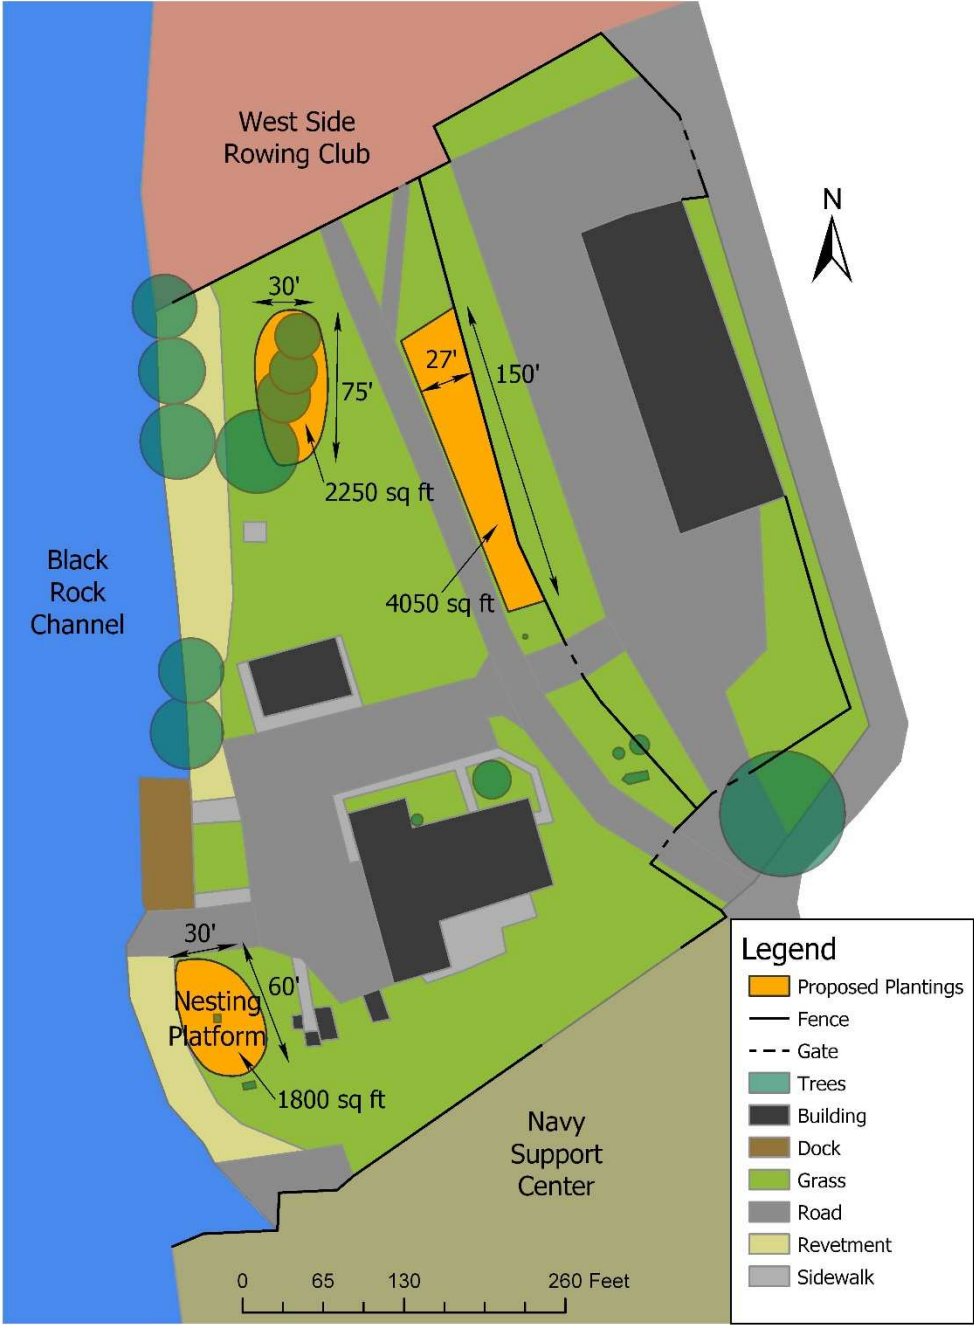 West Side
Rowing Club
N
30'
27'
150'
75'
2250 sq ft
4050 sq ft
Black
Rock
Channel
30'
60'
Nesting
Platform
1800 sq ft
Navy
Support
Center
0 65 130 260 Feet
Legend
Proposed Plantings
Fence
Gate
Trees
Building
Dock
Grass
Road
Revetment
Sidewalk